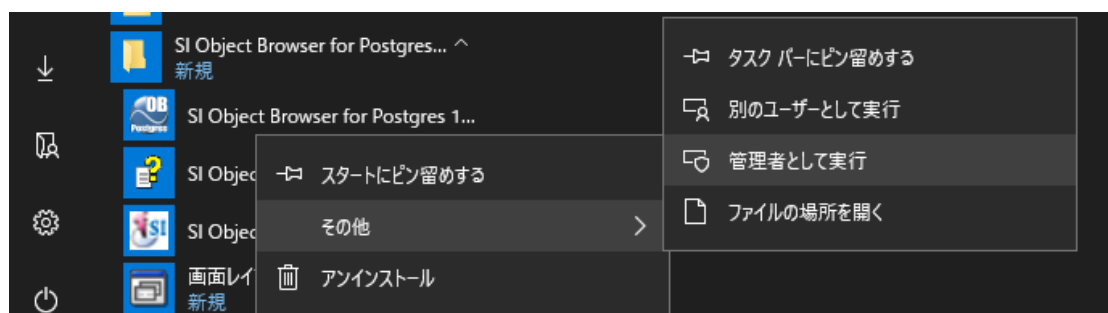 SI Object Browser for Postgres... ^
新規
SI Object Browser for Postgres 1...
SI Objec
SI Objec
画面レイ
新規
スタートにピン留めする
その他
アンインストール
タスク バーにピン留めする
別のユーザーとして実行
管理者として実行
ファイルの場所を開く
OB
Postgres
SI